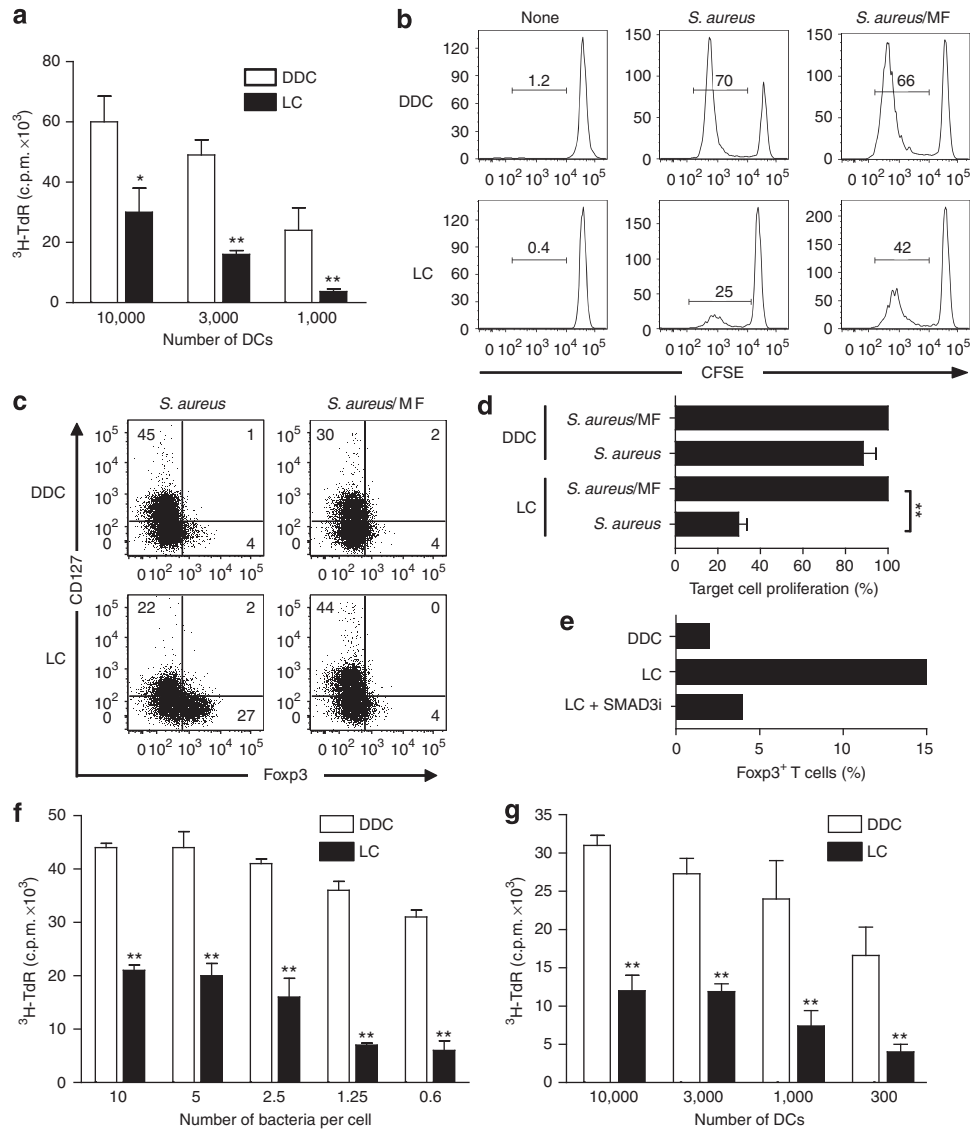 a
³H-TdR (c.p.m. ×10³)
80
60
40
20
0
DDC
LC
*
**
**
10,000 3,000 1,000
Number of DCs
b
None S. aureus S. aureus/MF
DDC
120
90
60
30
0
1.2
0 10² 10³ 10⁴ 10⁵
150
100
50
0
70
0 10² 10³ 10⁴ 10⁵
150
100
50
0
66
0 10² 10³ 10⁴ 10⁵
LC
120
90
60
30
0
0.4
0 10² 10³ 10⁴ 10⁵
150
100
50
0
25
0 10² 10³ 10⁴ 10⁵
200
150
100
50
0
42
0 10² 10³ 10⁴ 10⁵
CFSE
c
S. aureus S. aureus/MF
CD127
DDC
10⁵
10⁴
10³
10²
0
45 1
4
0 10² 10³ 10⁴ 10⁵
10⁵
10⁴
10³
10²
0
30 2
4
0 10² 10³ 10⁴ 10⁵
LC
10⁵
10⁴
10³
10²
0
22 2
27
0 10² 10³ 10⁴ 10⁵
10⁵
10⁴
10³
10²
0
44 0
4
0 10² 10³ 10⁴ 10⁵
Foxp3
d
DDC
S. aureus/MF
S. aureus
LC
S. aureus/MF
S. aureus
**
0 20 40 60 80 100
Target cell proliferation (%)
e
DDC
LC
LC + SMAD3i
0 5 10 15
Foxp3⁺ T cells (%)
f
³H-TdR (c.p.m. ×10³)
50
40
30
20
10
0
DDC
LC
**
**
**
**
**
10 5 2.5 1.25 0.6
Number of bacteria per cell
g
³H-TdR (c.p.m. ×10³)
35
30
25
20
15
10
5
0
DDC
LC
**
**
**
**
10,000 3,000 1,000 300
Number of DCs